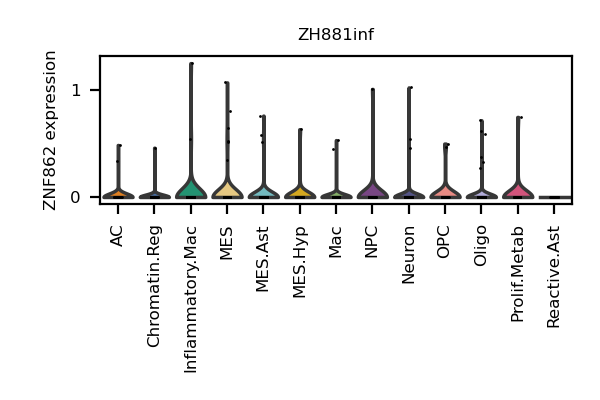 ZH881inf
ZNF862 expression
1
0
AC
Chromatin.Reg
Inflammatory.Mac
MES
MES.Ast
MES.Hyp
Mac
NPC
Neuron
OPC
Oligo
Prolif.Metab
Reactive.Ast